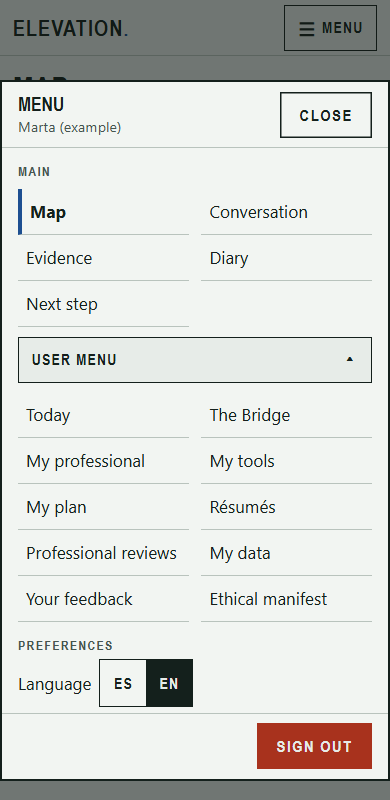 ELEVATION.
MENU
MAP
MENU
Marta (example)
CLOSE
MAIN
Map
Conversation
Evidence
Diary
Next step
USER MENU
Today
The Bridge
My professional
My tools
My plan
Résumés
Professional reviews
My data
Your feedback
Ethical manifest
PREFERENCES
Language
ES
EN
SIGN OUT